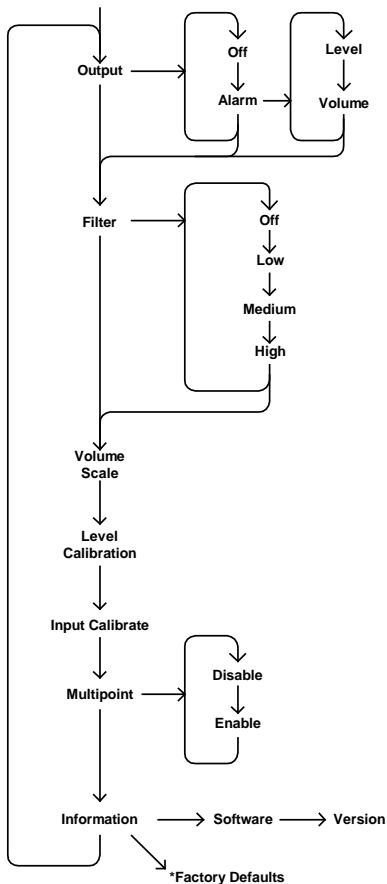 Off
Level
Output
Alarm
Volume
Filter
Off
Low
Medium
High
Volume
Scale
Level
Calibration
Input Calibrate
Disable
Multipoint
Enable
Information
Software
Version
*Factory Defaults